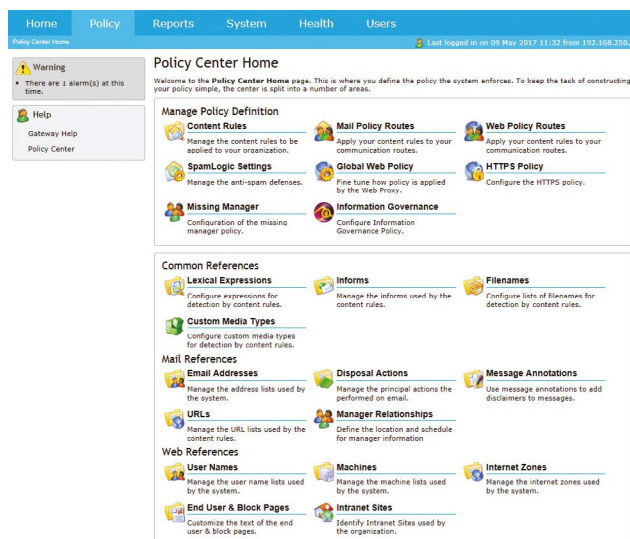 Home Policy Reports System Health Users
Policy Center Home
Last logged in on 09 May 2017 11:32 from 192.168.250.
Warning
There are 1 alarm(s) at this
time.
Help
Gateway Help
Policy Center
Policy Center Home
Welcome to the Policy Center Home page. This is where you define the policy the system enforces. To keep the task of constructing
your policy simple, the center is split into a number of areas.
Manage Policy Definition
Content Rules
Manage the content rules to be
applied to your organization.
Mail Policy Routes
Apply your content rules to your
communication routes.
Web Policy Routes
Apply your content rules to your
communication routes.
SpamLogic Settings
Manage the anti-spam defenses.
Global Web Policy
Fine tune how policy is applied
by the Web Proxy.
HTTPS Policy
Configure the HTTPS policy.
Missing Manager
Configuration of the missing
manager policy.
Information Governance
Configure Information
Governance Policy.
Common References
Lexical Expressions
Configure expressions for
detection by content rules.
Informs
Manage the informs used by the
content rules.
Filenames
Configure lists of filenames for
detection by content rules.
Custom Media Types
Configure custom media types
for detection by content rules.
Mail References
Email Addresses
Manage the address lists used by
the system.
Disposal Actions
Manage the principal actions the
performed on email.
Message Annotations
Use message annotations to add
disclaimers to messages.
URLs
Manage the URL lists used by the
content rules.
Manager Relationships
Define the location and schedule
for manager information
Web References
User Names
Manage the user name lists used
by the system.
Machines
Manage the machine lists used
by the system.
Internet Zones
Manage the internet zones used
by the system.
End User & Block Pages
Customize the text of the end
user & block pages.
Intranet Sites
Identify Intranet Sites used by
the organization.